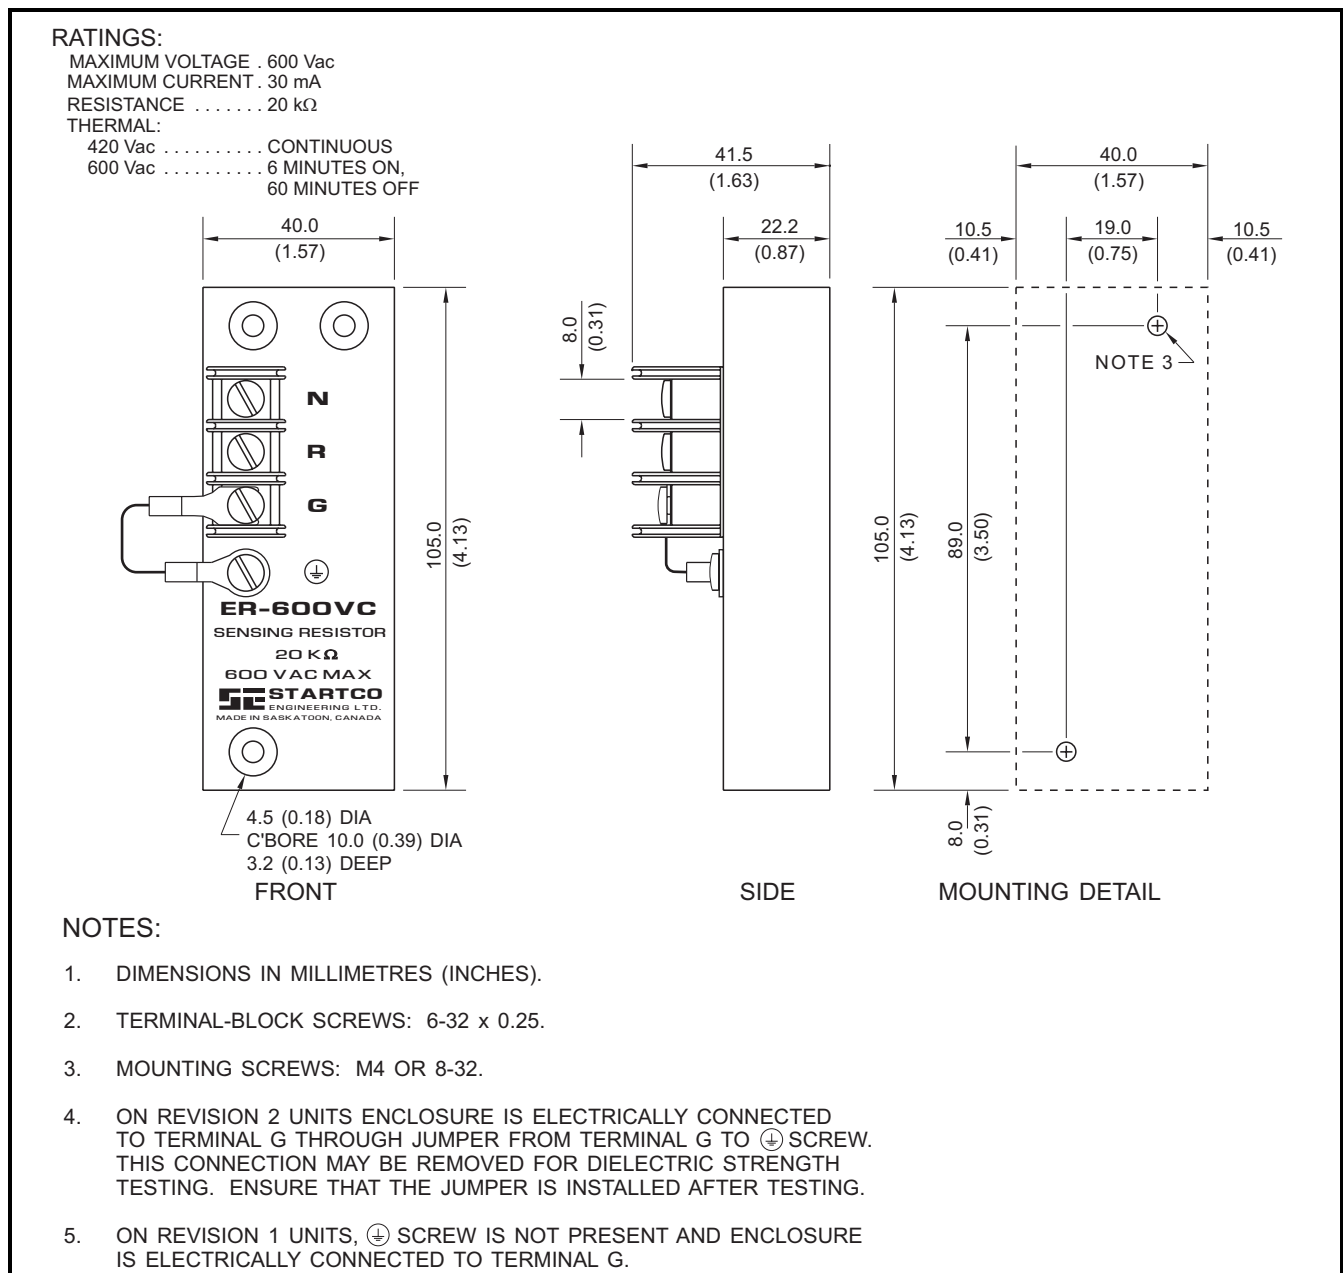 RATINGS:
MAXIMUM VOLTAGE . 600 Vac
MAXIMUM CURRENT . 30 mA
RESISTANCE . . . . . . . 20 kΩ
THERMAL:
420 Vac . . . . . . . . . . CONTINUOUS
600 Vac . . . . . . . . . . 6 MINUTES ON,
60 MINUTES OFF
40.0
(1.57)
105.0
(4.13)
N
R
G
ER-600VC
SENSING RESISTOR
20 KΩ
600 VAC MAX
SE STARTCO
ENGINEERING LTD.
MADE IN SASKATOON, CANADA
4.5 (0.18) DIA
C'BORE 10.0 (0.39) DIA
3.2 (0.13) DEEP
FRONT
41.5
(1.63)
22.2
(0.87)
8.0
(0.31)
SIDE
40.0
(1.57)
10.5
(0.41)
19.0
(0.75)
10.5
(0.41)
NOTE 3
105.0
(4.13)
89.0
(3.50)
8.0
(0.31)
MOUNTING DETAIL
NOTES:
1. DIMENSIONS IN MILLIMETRES (INCHES).
2. TERMINAL-BLOCK SCREWS: 6-32 x 0.25.
3. MOUNTING SCREWS: M4 OR 8-32.
4. ON REVISION 2 UNITS ENCLOSURE IS ELECTRICALLY CONNECTED
TO TERMINAL G THROUGH JUMPER FROM TERMINAL G TO ⏚ SCREW.
THIS CONNECTION MAY BE REMOVED FOR DIELECTRIC STRENGTH
TESTING. ENSURE THAT THE JUMPER IS INSTALLED AFTER TESTING.
5. ON REVISION 1 UNITS, ⏚ SCREW IS NOT PRESENT AND ENCLOSURE
IS ELECTRICALLY CONNECTED TO TERMINAL G.